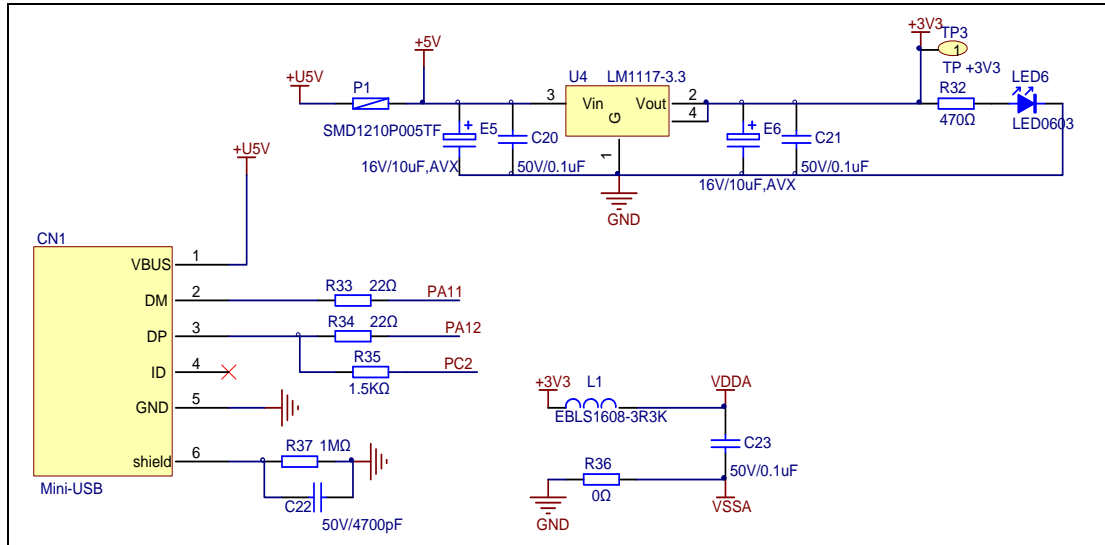 +3V3
TP3
1
TP +3V3
+5V
+U5V
P1
SMD1210P005TF
U4 LM1117-3.3
3
Vin
Vout
G
2
4
1
E5
+
16V/10uF,AVX
C20
50V/0.1uF
GND
E6
+
16V/10uF,AVX
C21
50V/0.1uF
R32
470Ω
LED6
LED0603
+U5V
CN1
VBUS 1
DM 2
R33 22Ω
PA11
DP 3
R34 22Ω
PA12
ID 4
R35
1.5KΩ
PC2
GND 5
shield 6
R37 1MΩ
C22
50V/4700pF
Mini-USB
+3V3
L1
EBLS1608-3R3K
VDDA
C23
50V/0.1uF
R36
0Ω
GND
VSSA